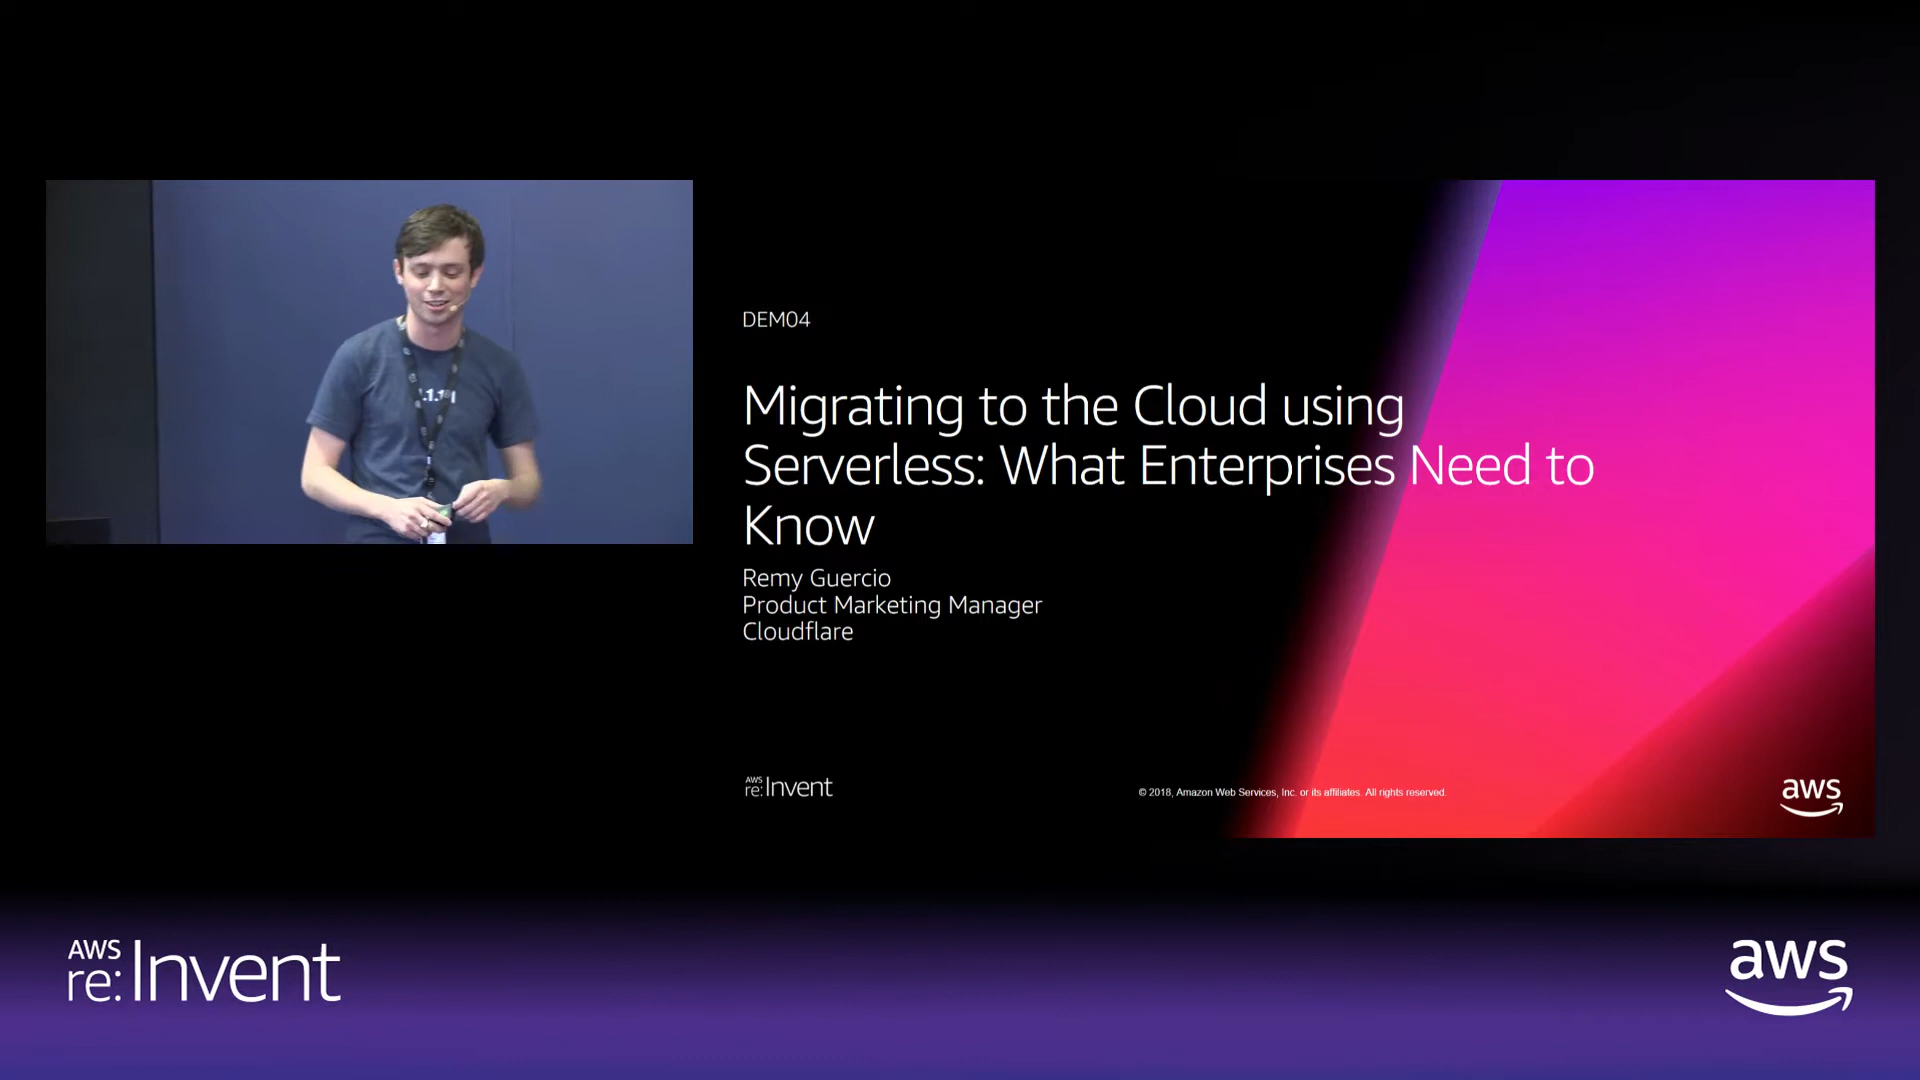 DEM04
Migrating to the Cloud using
Serverless: What Enterprises Need to
Know
Remy Guercio
Product Marketing Manager
Cloudflare
AWS
re:Invent
© 2018, Amazon Web Services, Inc. or its affiliates. All rights reserved.
aws
AWS
re:Invent
aws